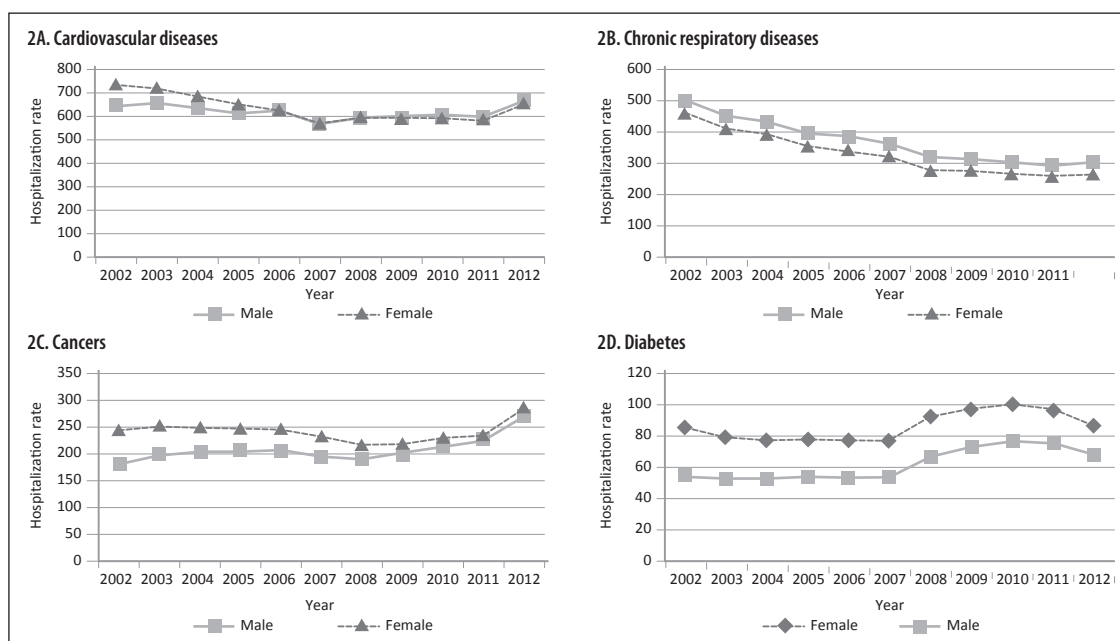 2A. Cardiovascular diseases
Hospitalization rate
800
700
600
500
400
300
200
100
0
2002 2003 2004 2005 2006 2007 2008 2009 2010 2011 2012
Year
Male Female
2B. Chronic respiratory diseases
Hospitalization rate
600
500
400
300
200
100
0
2002 2003 2004 2005 2006 2007 2008 2009 2010 2011
Year
Male Female
2C. Cancers
Hospitalization rate
350
300
250
200
150
100
50
0
2002 2003 2004 2005 2006 2007 2008 2009 2010 2011 2012
Year
Male Female
2D. Diabetes
Hospitalization rate
120
100
80
60
40
20
0
2002 2003 2004 2005 2006 2007 2008 2009 2010 2011 2012
Year
Female Male